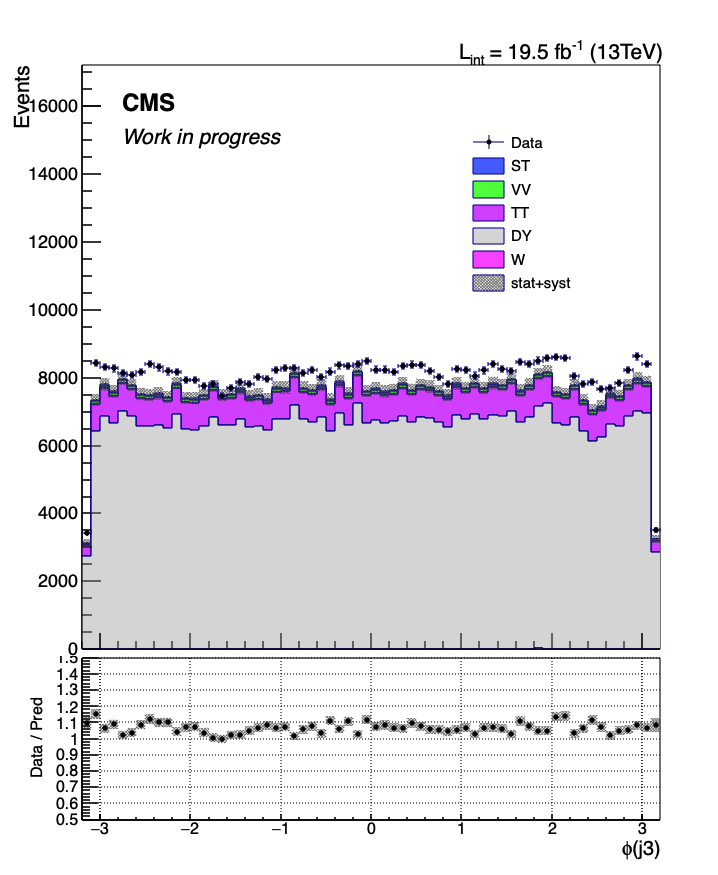 L_int = 19.5 fb⁻¹ (13TeV)
Events
CMS
Work in progress
Data
ST
VV
TT
DY
W
stat+syst
16000
14000
12000
10000
8000
6000
4000
2000
0
Data / Pred
1.5
1.4
1.3
1.2
1.1
1
0.9
0.8
0.7
0.6
0.5
−3 −2 −1 0 1 2 3
ϕ(j3)